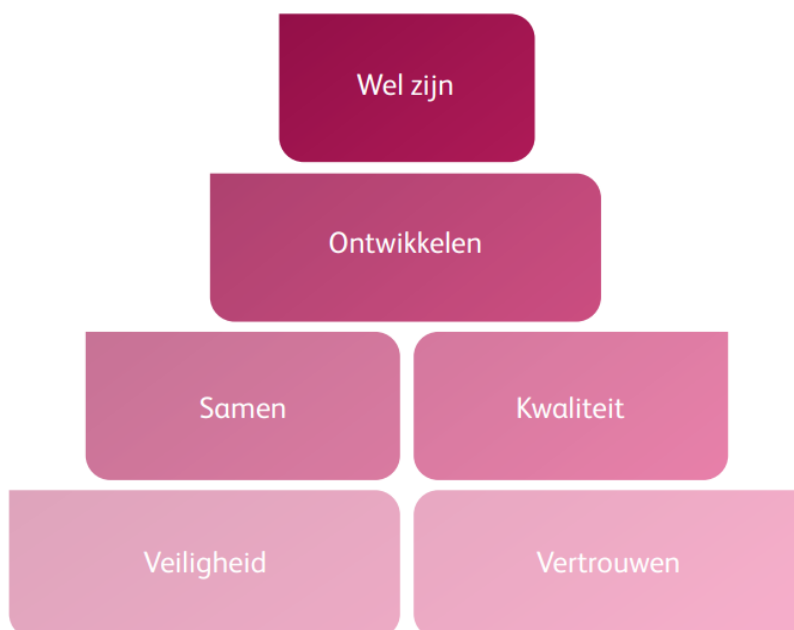 Wel zijn
Ontwikkelen
Samen
Kwaliteit
Veiligheid
Vertrouwen